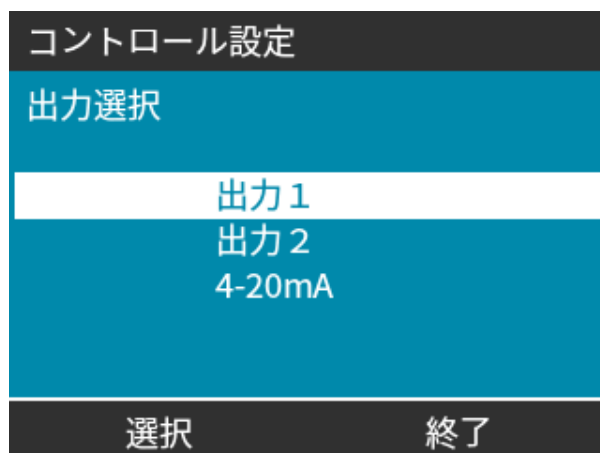 コントロール設定
出力選択
出力１
出力２
4-20mA
選択 終了